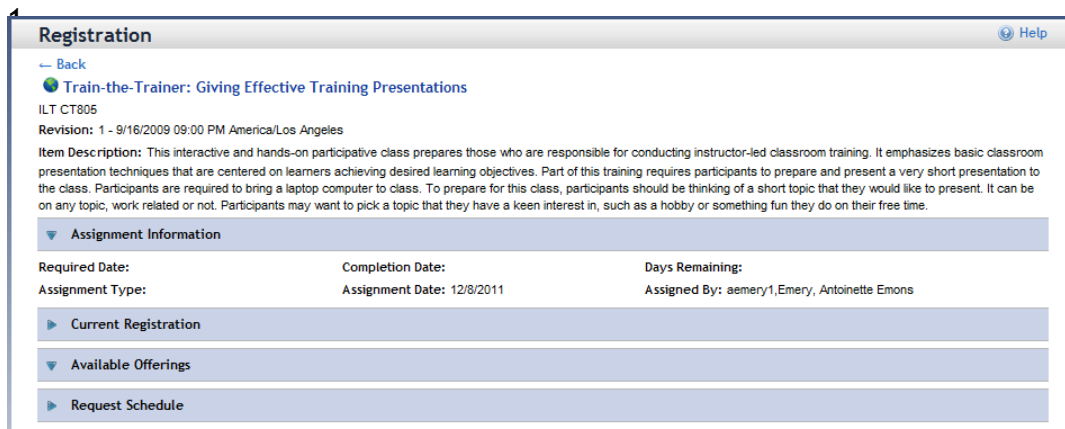 1
Registration
Help
← Back
Train-the-Trainer: Giving Effective Training Presentations
ILT CT805
Revision: 1 - 9/16/2009 09:00 PM America/Los Angeles
Item Description: This interactive and hands-on participative class prepares those who are responsible for conducting instructor-led classroom training. It emphasizes basic classroom
presentation techniques that are centered on learners achieving desired learning objectives. Part of this training requires participants to prepare and present a very short presentation to
the class. Participants are required to bring a laptop computer to class. To prepare for this class, participants should be thinking of a short topic that they would like to present. It can be
on any topic, work related or not. Participants may want to pick a topic that they have a keen interest in, such as a hobby or something fun they do on their free time.
Assignment Information
Required Date: Completion Date: Days Remaining:
Assignment Type: Assignment Date: 12/8/2011 Assigned By: aemery1,Emery, Antoinette Emons
Current Registration
Available Offerings
Request Schedule